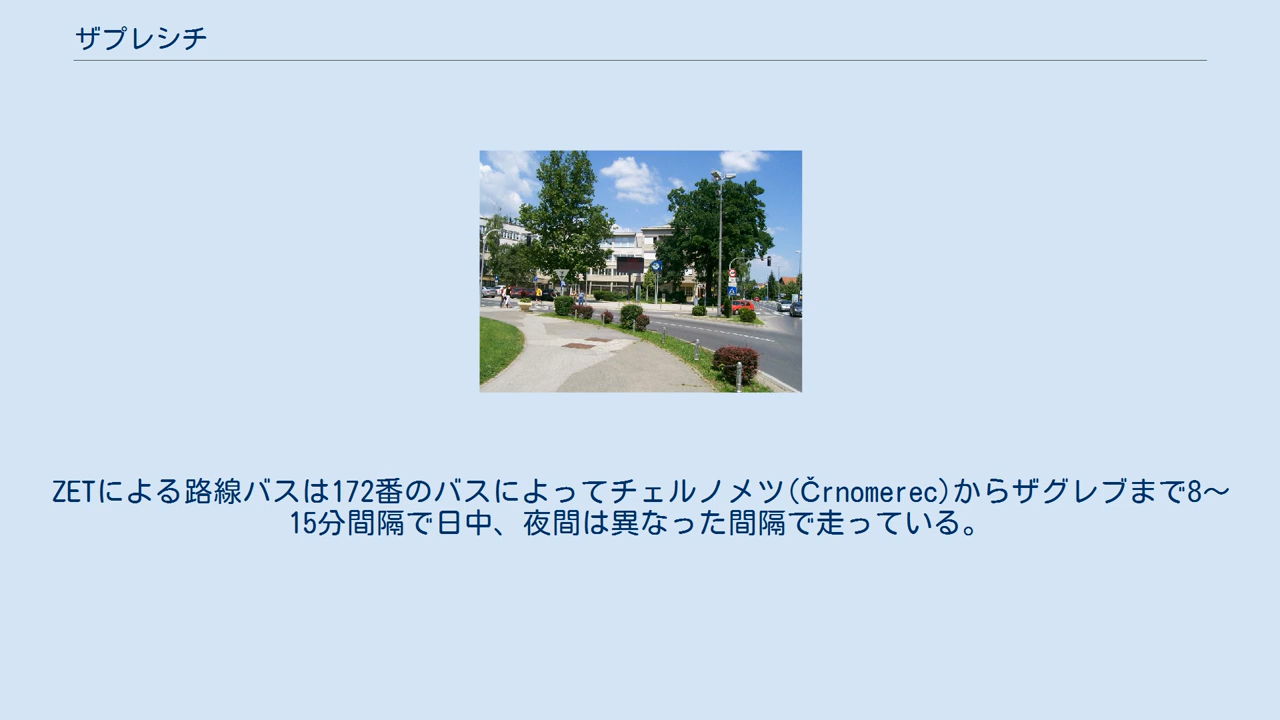 ザプレシチ
ZETによる路線バスは172番のバスによってチェルノメツ(Črnomerec)からザグレブまで8〜
15分間隔で日中、夜間は異なった間隔で走っている。